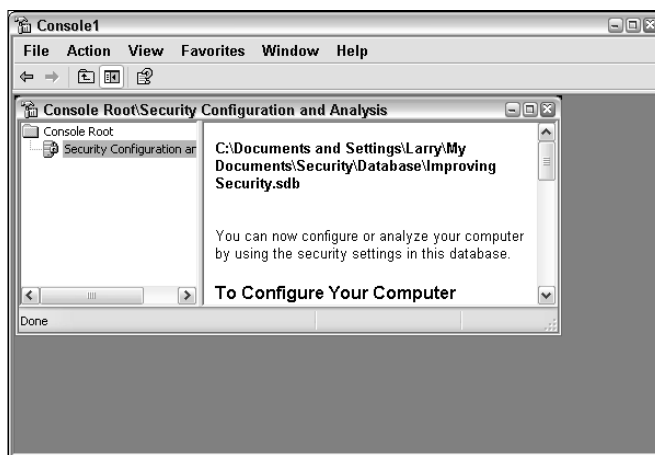 Console1
File Action View Favorites Window Help
Console Root\Security Configuration and Analysis
Console Root
Security Configuration ar
C:\Documents and Settings\Larry\My
Documents\Security\Database\Improving
Security.sdb
You can now configure or analyze your computer
by using the security settings in this database.
To Configure Your Computer
Done